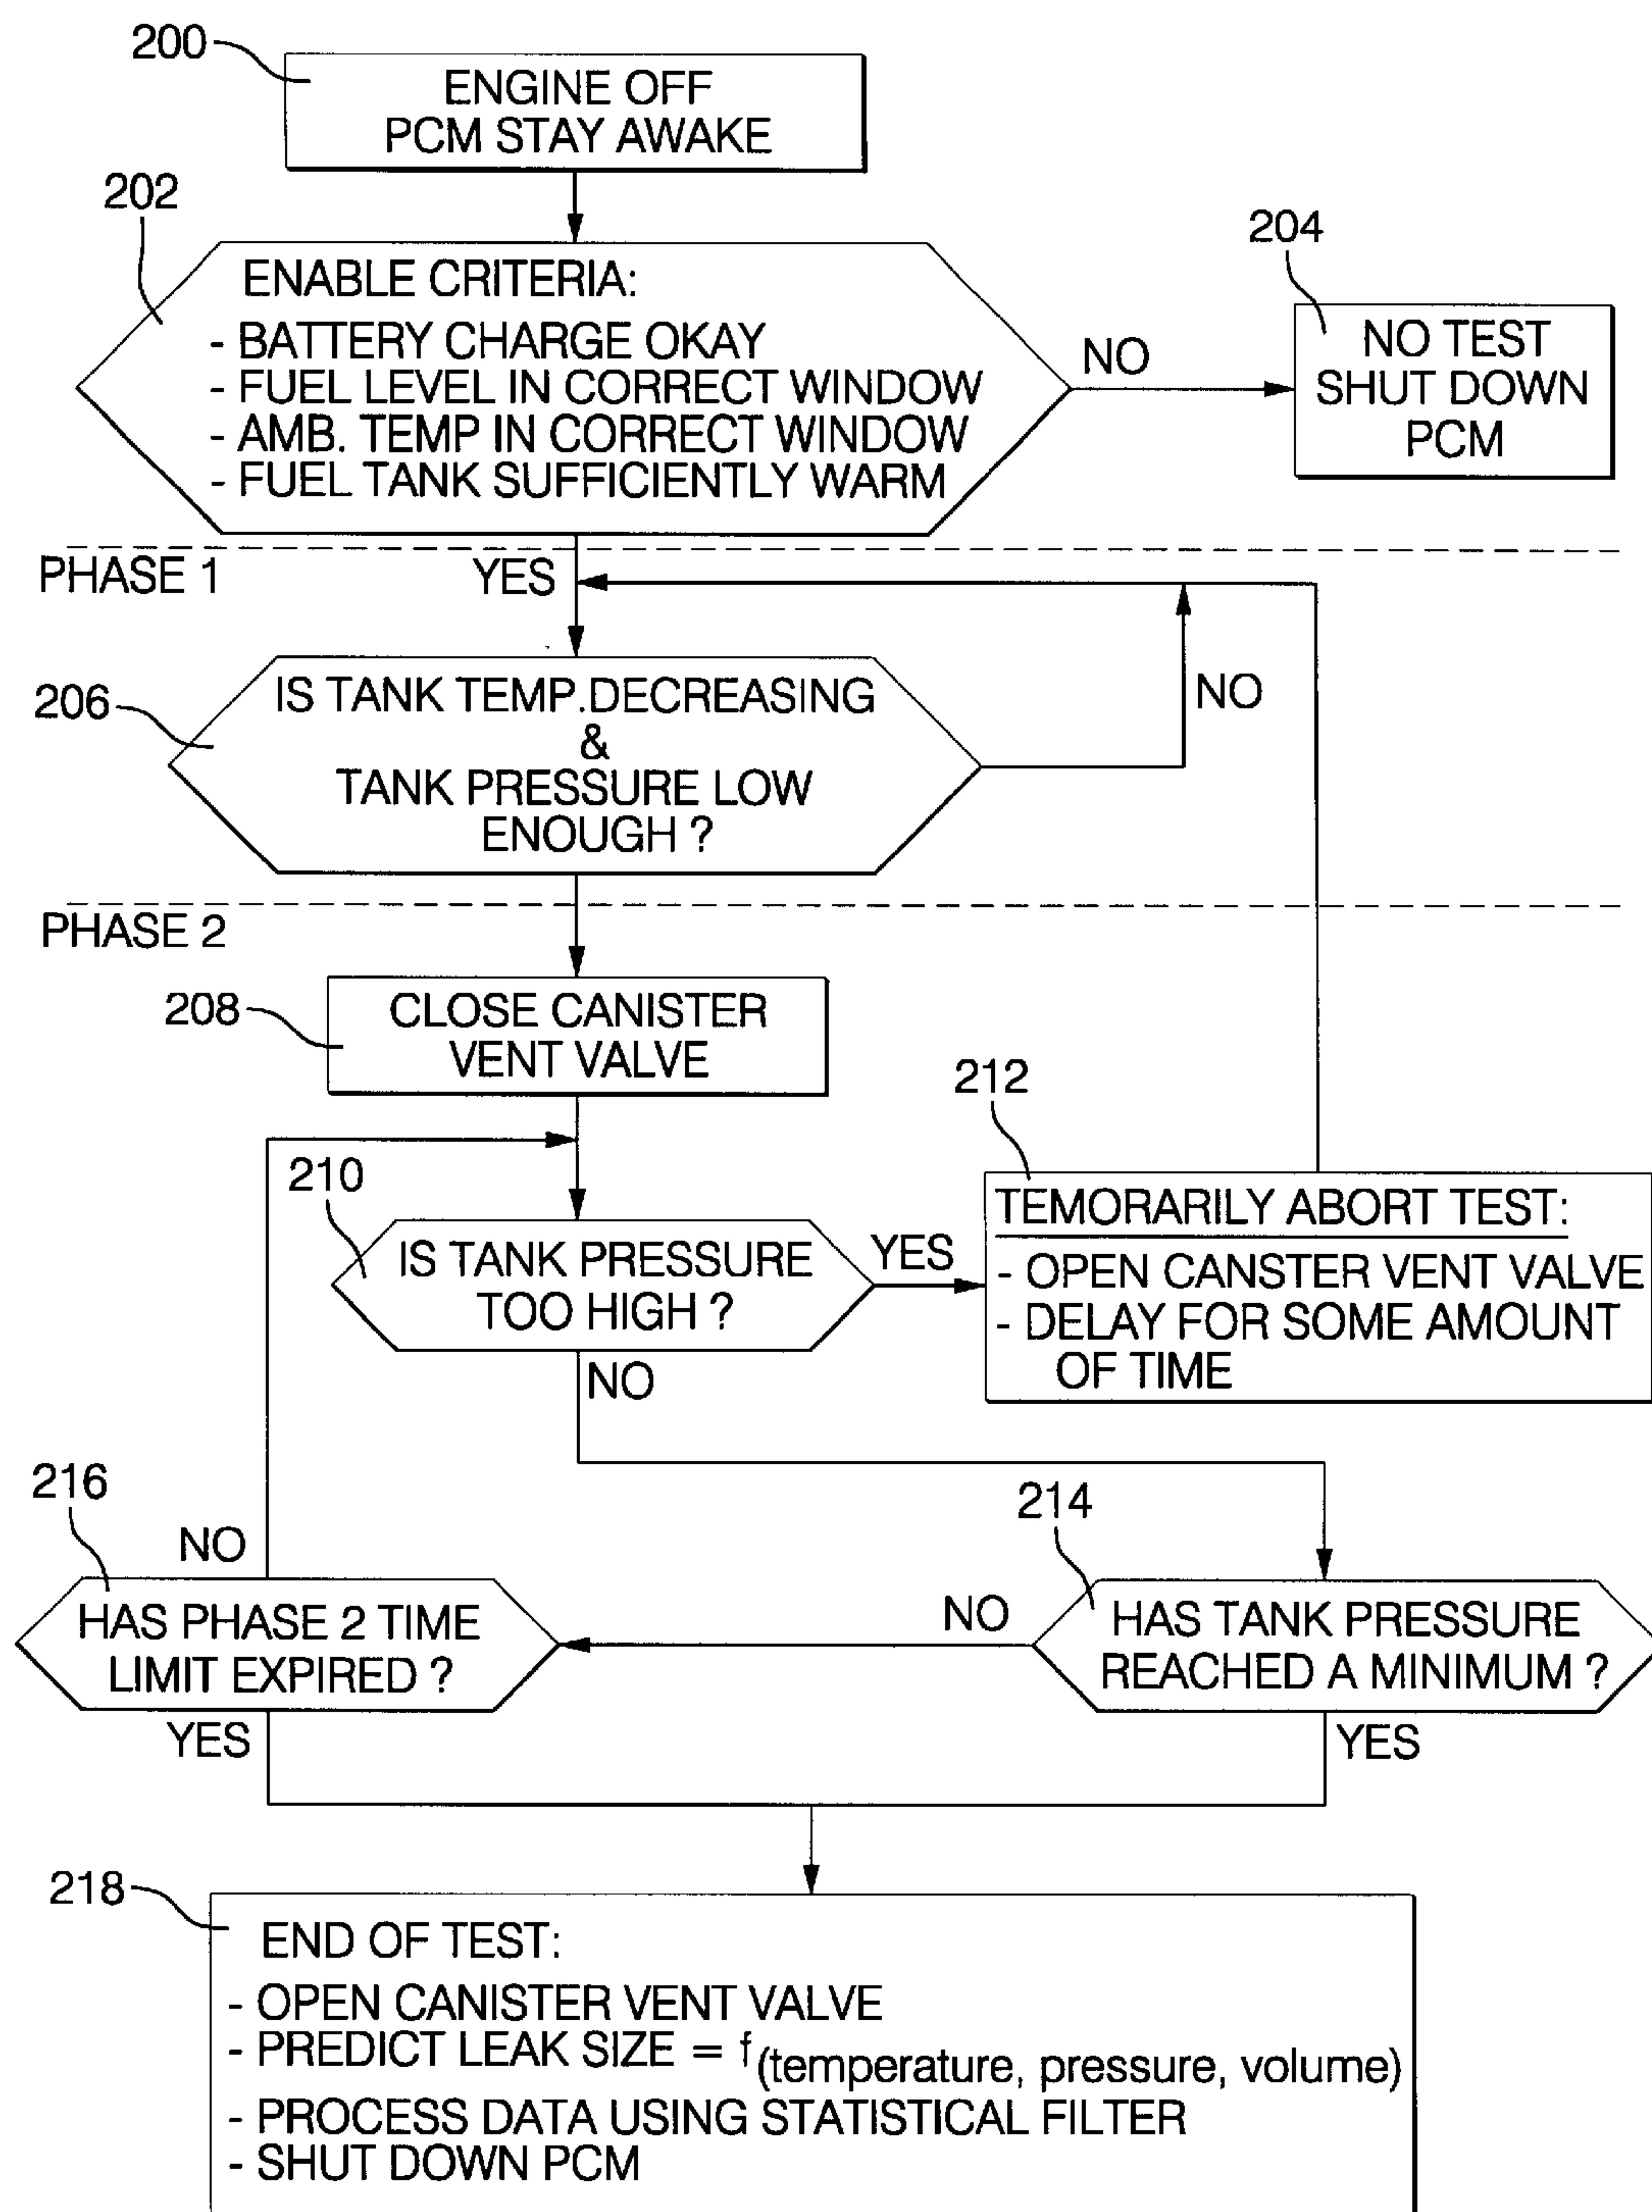 200
ENGINE OFF
PCM STAY AWAKE
202
ENABLE CRITERIA:
- BATTERY CHARGE OKAY
- FUEL LEVEL IN CORRECT WINDOW
- AMB. TEMP IN CORRECT WINDOW
- FUEL TANK SUFFICIENTLY WARM
NO
204
NO TEST
SHUT DOWN
PCM
PHASE 1
YES
206
IS TANK TEMP.DECREASING
&
TANK PRESSURE LOW
ENOUGH ?
NO
PHASE 2
208
CLOSE CANISTER
VENT VALVE
210
IS TANK PRESSURE
TOO HIGH ?
YES
212
TEMORARILY ABORT TEST:
- OPEN CANSTER VENT VALVE
- DELAY FOR SOME AMOUNT
OF TIME
NO
214
HAS TANK PRESSURE
REACHED A MINIMUM ?
NO
YES
216
NO
HAS PHASE 2 TIME
LIMIT EXPIRED ?
YES
218
END OF TEST:
- OPEN CANISTER VENT VALVE
- PREDICT LEAK SIZE = f(temperature, pressure, volume)
- PROCESS DATA USING STATISTICAL FILTER
- SHUT DOWN PCM